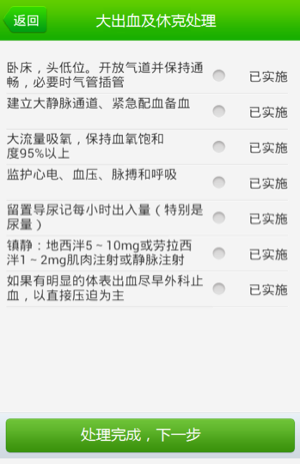 返回
大出血及休克处理
卧床，头低位。开放气道并保持通
畅，必要时气管插管
已实施
建立大静脉通道、紧急配血备血
已实施
大流量吸氧，保持血氧饱和
度95%以上
已实施
监护心电、血压、脉搏和呼吸
已实施
留置导尿记每小时出入量（特别是
尿量）
已实施
镇静：地西泮5～10mg或劳拉西
泮1～2mg肌肉注射或静脉注射
已实施
如果有明显的体表出血尽早外科止
血，以直接压迫为主
已实施
处理完成，下一步